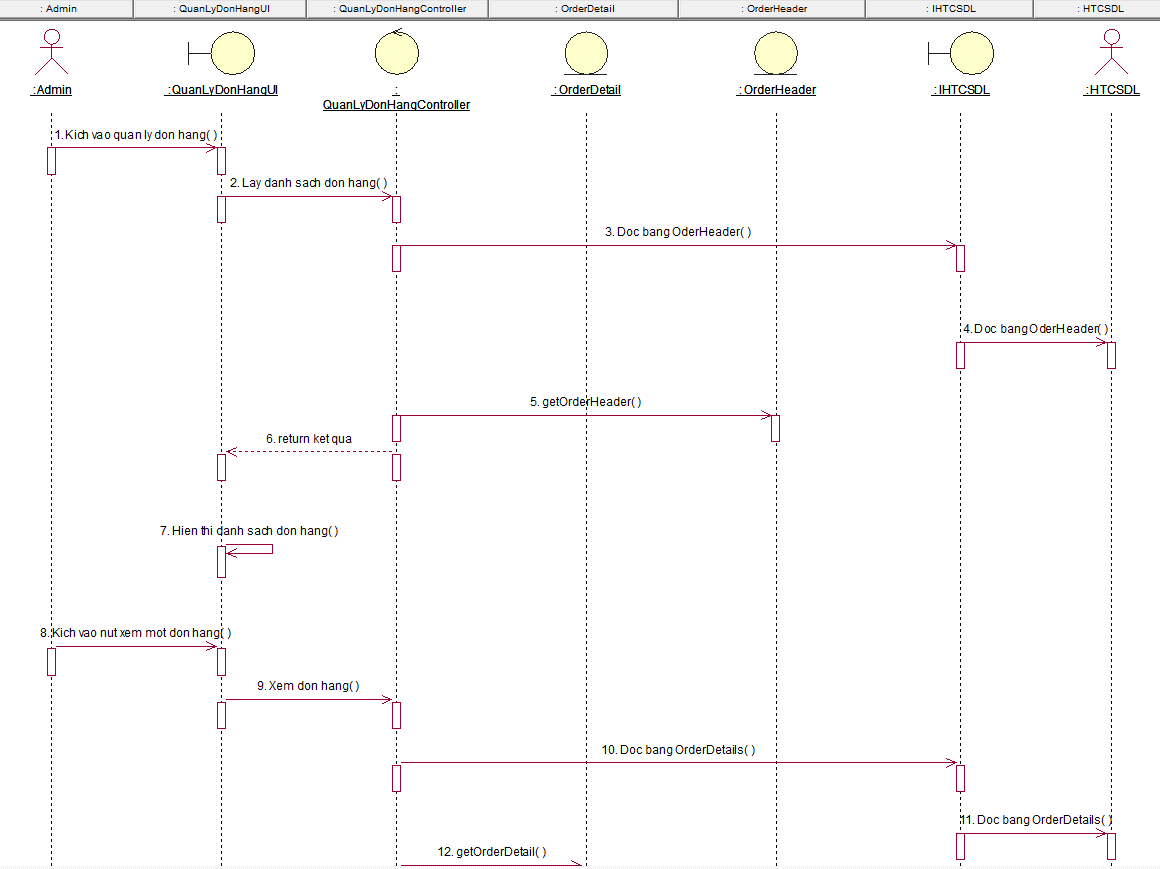 : Admin
: QuanLyDonHangUI
: QuanLyDonHangController
: OrderDetail
: OrderHeader
: IHTCSDL
: HTCSDL
:Admin
:QuanLyDonHangUI
:
QuanLyDonHangController
:OrderDetail
:OrderHeader
:IHTCSDL
:HTCSDL
1.Kich vao quan ly don hang( )
2. Lay danh sach don hang( )
3. Doc bang OderHeader( )
4.Doc bang OderHeader( )
5. getOrderHeader( )
6. return ket qua
7. Hien thi danh sach don hang( )
8.Kich vao nut xem mot don hang( )
9. Xem don hang( )
10. Doc bang OrderDetails( )
11. Doc bang OrderDetails( )
12. getOrderDetail( )